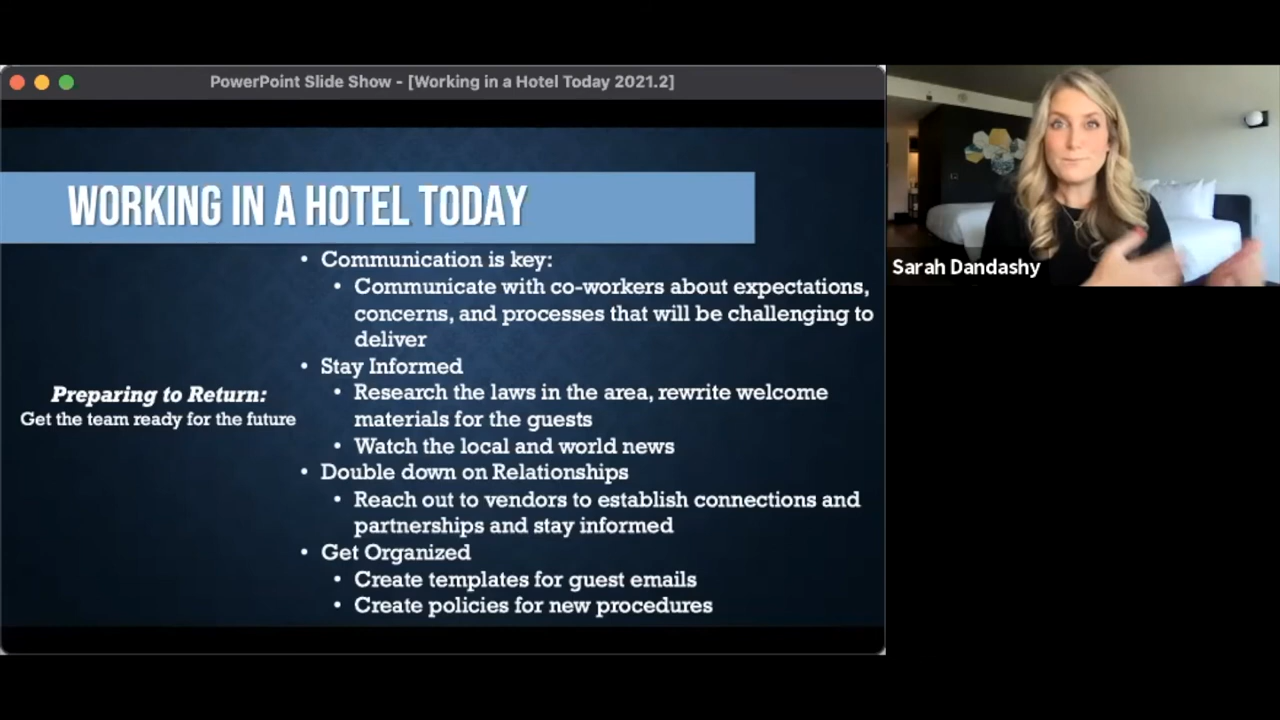 PowerPoint Slide Show - [Working in a Hotel Today 2021.2]
WORKING IN A HOTEL TODAY
Preparing to Return:
Get the team ready for the future
• Communication is key:
• Communicate with co-workers about expectations,
concerns, and processes that will be challenging to
deliver
• Stay Informed
• Research the laws in the area, rewrite welcome
materials for the guests
• Watch the local and world news
• Double down on Relationships
• Reach out to vendors to establish connections and
partnerships and stay informed
• Get Organized
• Create templates for guest emails
• Create policies for new procedures
Sarah Dandashy